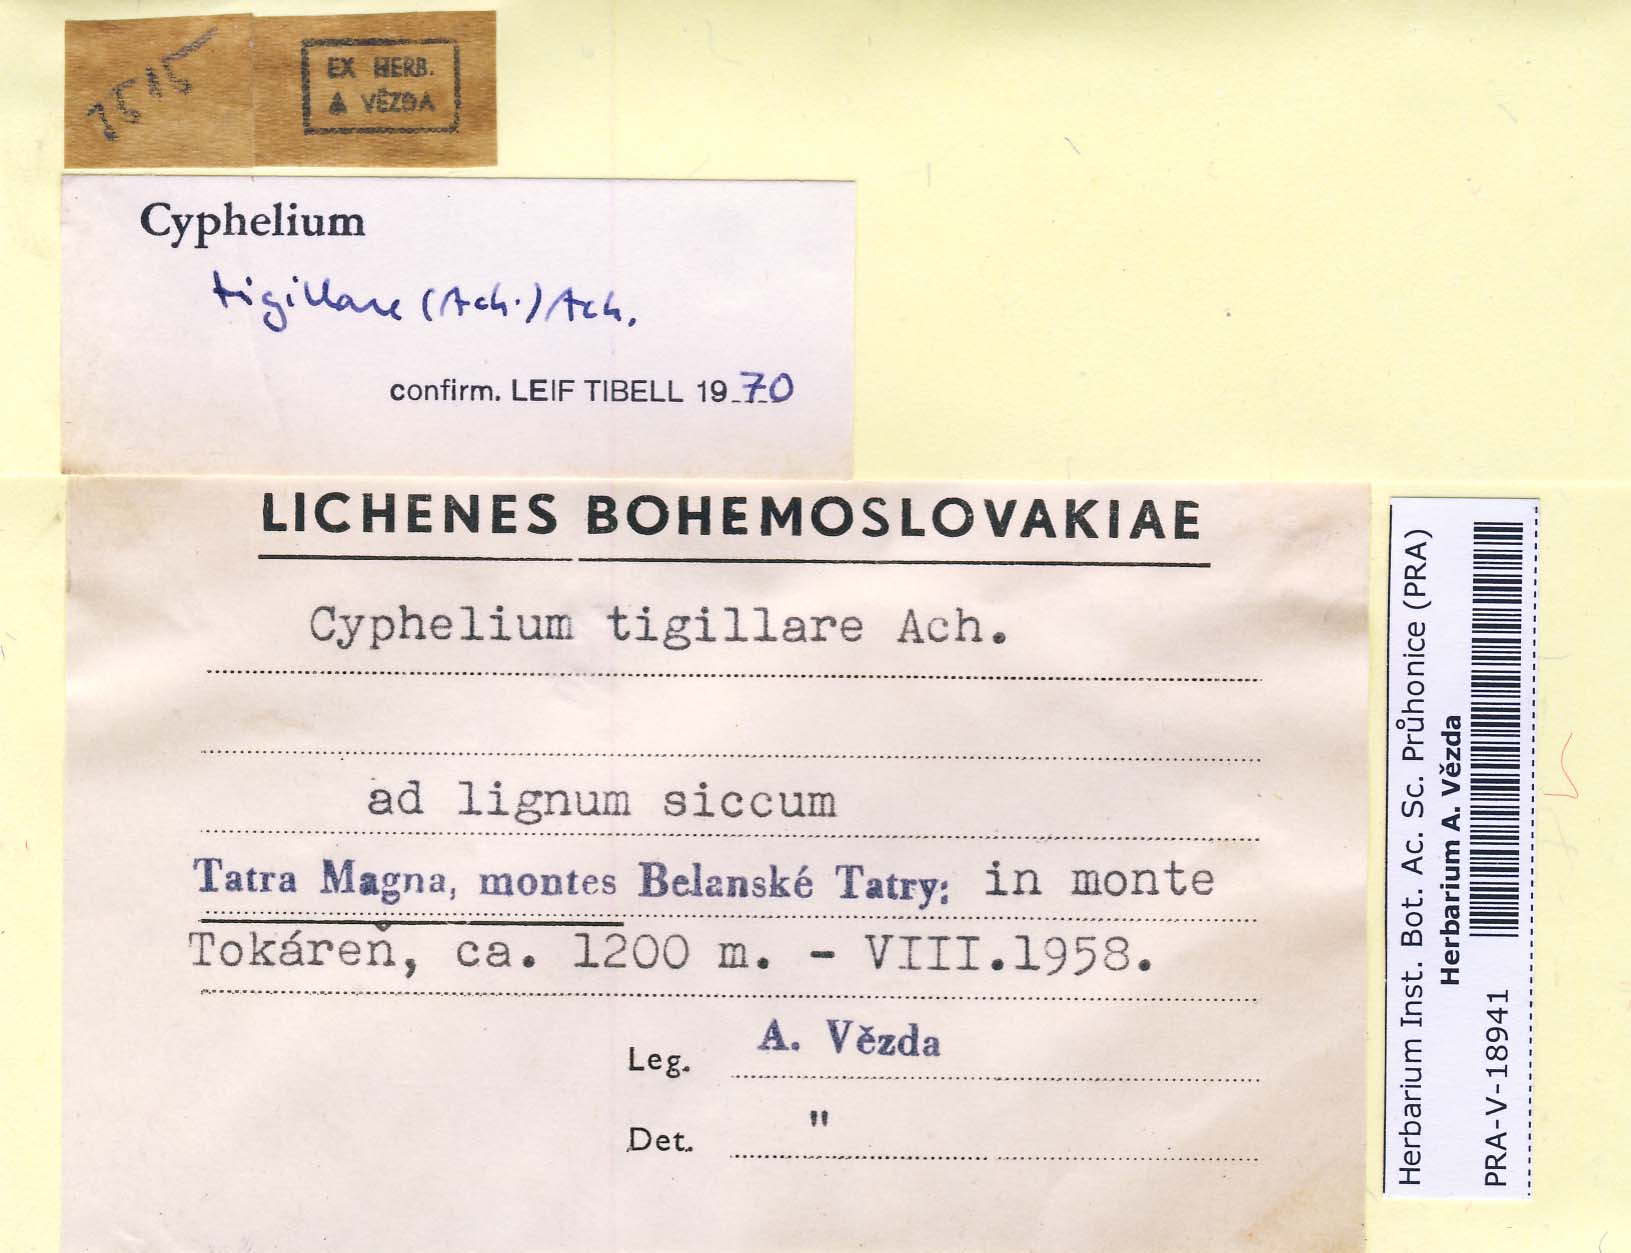 EX HERB.
A VĚZDA
Cyphelium
tigillare (Ach.) Ach.
confirm. LEIF TIBELL 1970
LICHENES BOHEMOSLOVAKIAE
Cyphelium tigillare Ach.
ad lignum siccum
Tatra Magna, montes Belanské Tatry: in monte
Tokáreň, ca. 1200 m. - VIII.1958.
Leg. A. Vězda
Det. "
Herbarium Inst. Bot. Ac. Sc. Průhonice (PRA)
Herbarium A. Vězda
PRA-V-18941